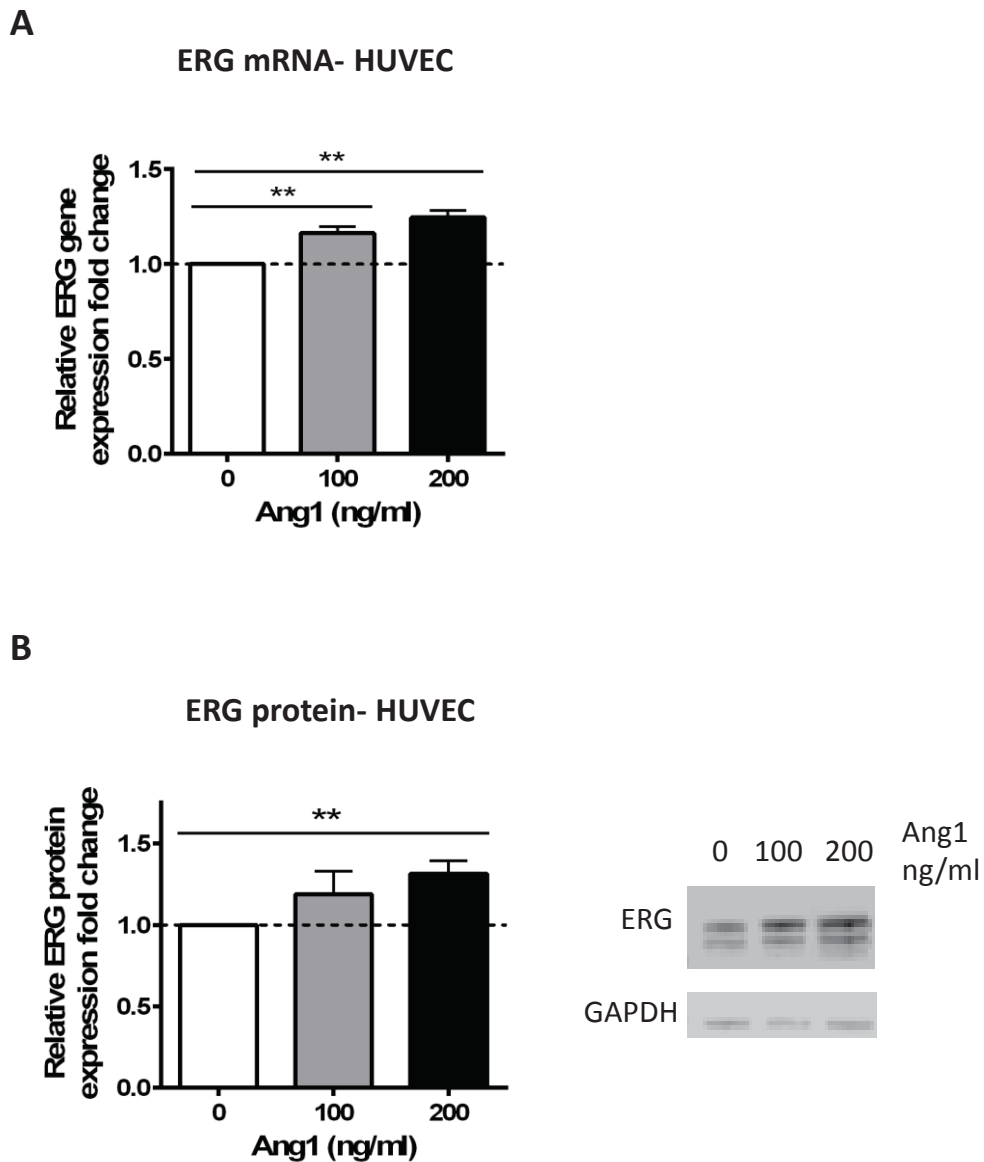 A
ERG mRNA- HUVEC
Relative ERG gene
expression fold change
1.5
1.0
0.5
0.0
**
**
0 100 200
Ang1 (ng/ml)
B
ERG protein- HUVEC
Relative ERG protein
expression fold change
1.5
1.0
0.5
0.0
**
0 100 200
Ang1 (ng/ml)
0 100 200
Ang1
ng/ml
ERG
GAPDH